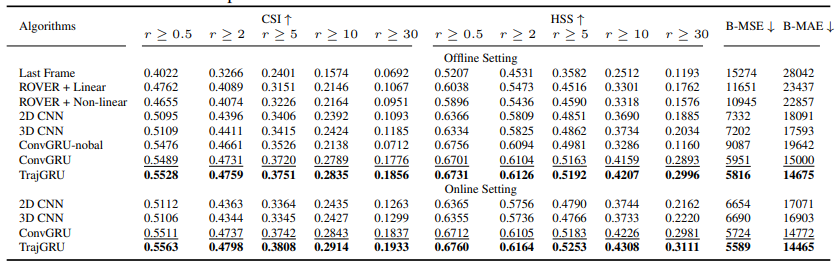 Algorithms CSI ↑ HSS ↑ B-MSE ↓ B-MAE ↓
r ≥ 0.5 r ≥ 2 r ≥ 5 r ≥ 10 r ≥ 30 r ≥ 0.5 r ≥ 2 r ≥ 5 r ≥ 10 r ≥ 30
Offline Setting
Last Frame 0.4022 0.3266 0.2401 0.1574 0.0692 0.5207 0.4531 0.3582 0.2512 0.1193 15274 28042
ROVER + Linear 0.4762 0.4089 0.3151 0.2146 0.1067 0.6038 0.5473 0.4516 0.3301 0.1762 11651 23437
ROVER + Non-linear 0.4655 0.4074 0.3226 0.2164 0.0951 0.5896 0.5436 0.4590 0.3318 0.1576 10945 22857
2D CNN 0.5095 0.4396 0.3406 0.2392 0.1093 0.6366 0.5809 0.4851 0.3690 0.1885 7332 18091
3D CNN 0.5109 0.4411 0.3415 0.2424 0.1185 0.6334 0.5825 0.4862 0.3734 0.2034 7202 17593
ConvGRU-nobal 0.5476 0.4661 0.3526 0.2138 0.0712 0.6756 0.6094 0.4981 0.3286 0.1160 9087 19642
ConvGRU 0.5489 0.4731 0.3720 0.2789 0.1776 0.6701 0.6104 0.5163 0.4159 0.2893 5951 15000
TrajGRU 0.5528 0.4759 0.3751 0.2835 0.1856 0.6731 0.6126 0.5192 0.4207 0.2996 5816 14675
Online Setting
2D CNN 0.5112 0.4363 0.3364 0.2435 0.1263 0.6365 0.5756 0.4790 0.3744 0.2162 6654 17071
3D CNN 0.5106 0.4344 0.3345 0.2427 0.1299 0.6355 0.5736 0.4766 0.3733 0.2220 6690 16903
ConvGRU 0.5511 0.4737 0.3742 0.2843 0.1837 0.6712 0.6105 0.5183 0.4226 0.2981 5724 14772
TrajGRU 0.5563 0.4798 0.3808 0.2914 0.1933 0.6760 0.6164 0.5253 0.4308 0.3111 5589 14465